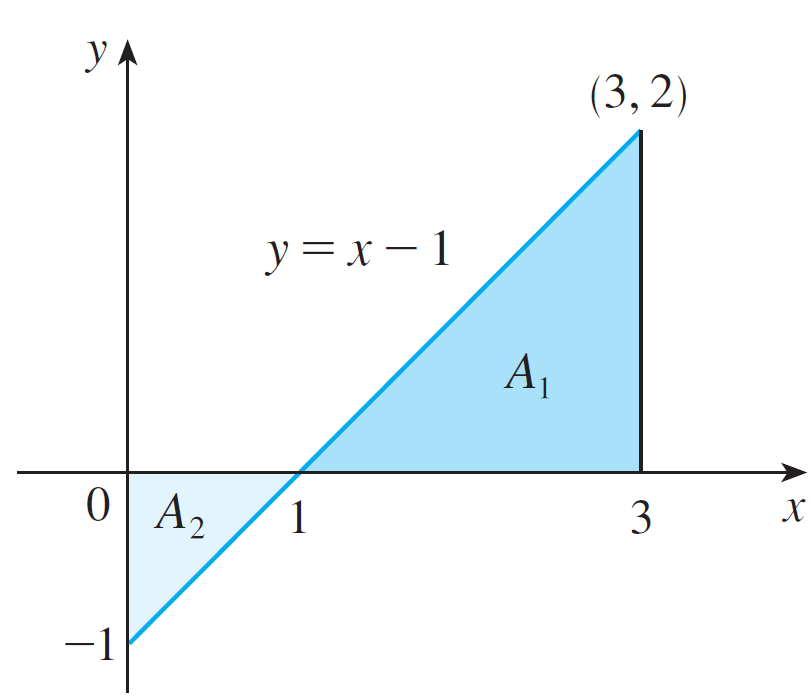 y
(3, 2)
y = x − 1
A₁
0
A₂
1
3
x
−1